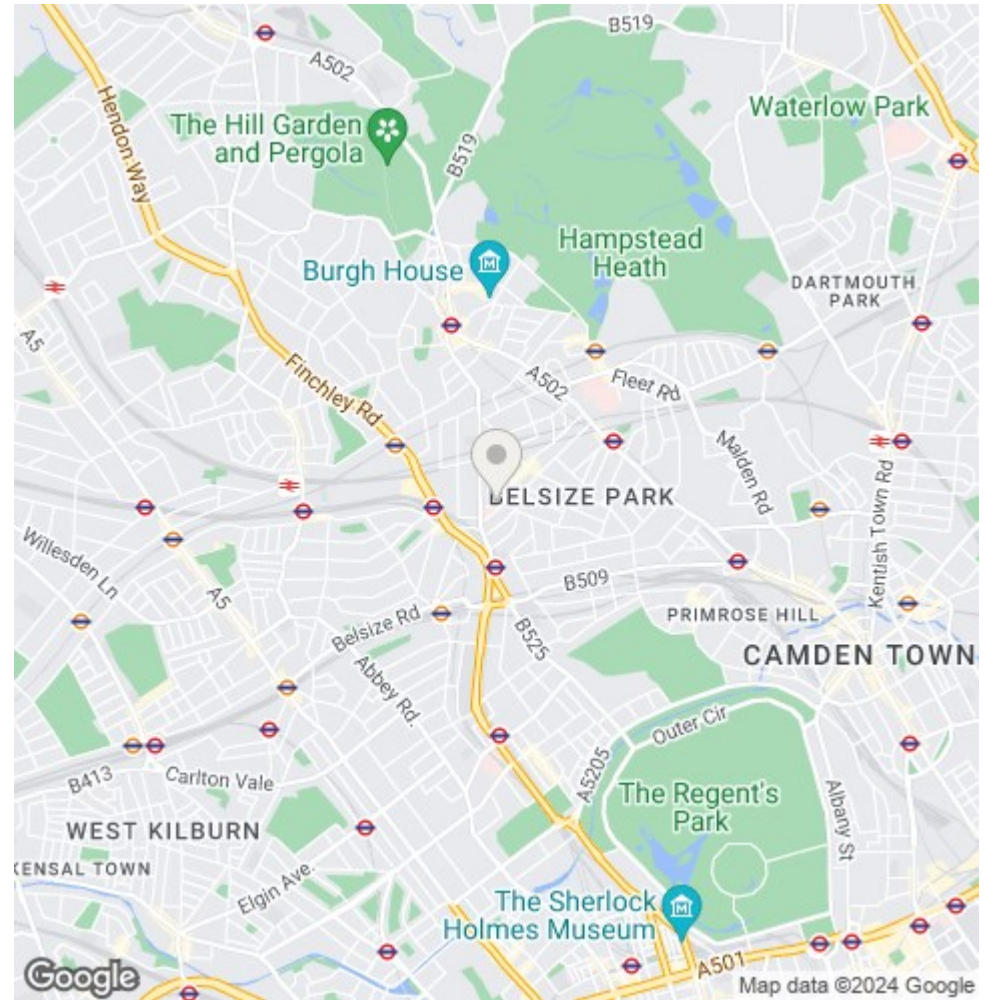 B519
A502
Waterlow Park
Hendon Way
The Hill Garden
and Pergola
B519
Hampstead
Heath
Burgh House
DARTMOUTH
PARK
A5
Finchley Rd
A502
Fleet Rd
Malden Rd
BELSIZE PARK
Kentish Town Rd
Willesden Ln
A5
B509
Belsize Rd
B525
PRIMROSE HILL
Abbey Rd.
CAMDEN TOWN
Outer Cir
A5205
B413
Carlton Vale
The Regent's
Park
Albany St
WEST KILBURN
KENSAL TOWN
Elgin Ave.
The Sherlock
Holmes Museum
A501
Google
Map data ©2024 Google